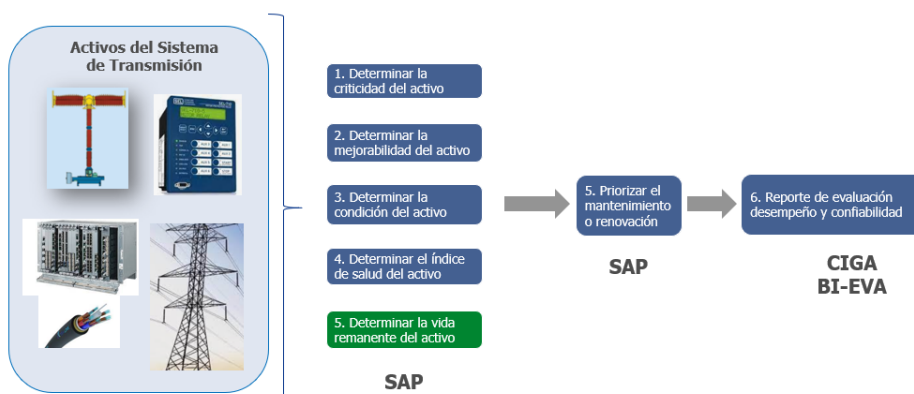 Activos del Sistema
de Transmisión
1. Determinar la
criticidad del activo
2. Determinar la
mejorabilidad del activo
3. Determinar la
condición del activo
4. Determinar el índice
de salud del activo
5. Determinar la vida
remanente del activo
SAP
5. Priorizar el
mantenimiento
o renovación
SAP
6. Reporte de evaluación
desempeño y confiabilidad
CIGA
BI-EVA